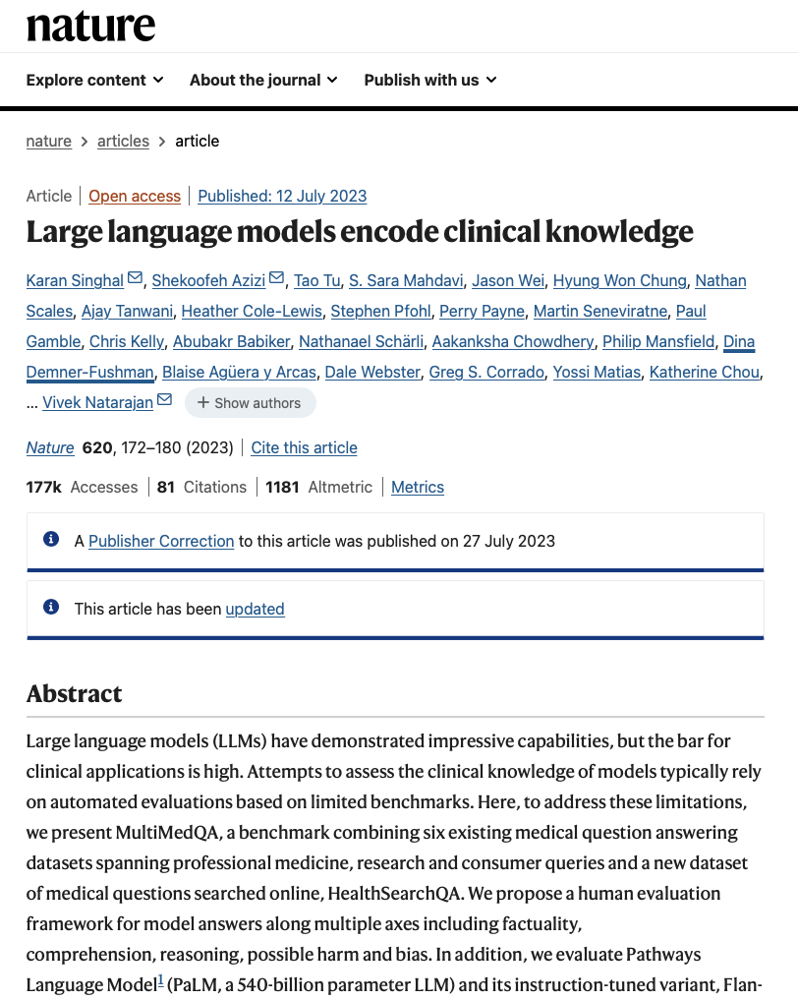 nature
Explore content About the journal Publish with us
nature > articles > article
Article | Open access | Published: 12 July 2023
Large language models encode clinical knowledge
Karan Singhal, Shekoofeh Azizi, Tao Tu, S. Sara Mahdavi, Jason Wei, Hyung Won Chung, Nathan
Scales, Ajay Tanwani, Heather Cole-Lewis, Stephen Pfohl, Perry Payne, Martin Seneviratne, Paul
Gamble, Chris Kelly, Abubakr Babiker, Nathanael Schärli, Aakanksha Chowdhery, Philip Mansfield, Dina
Demner-Fushman, Blaise Agüera y Arcas, Dale Webster, Greg S. Corrado, Yossi Matias, Katherine Chou,
... Vivek Natarajan + Show authors
Nature 620, 172–180 (2023) | Cite this article
177k Accesses | 81 Citations | 1181 Altmetric | Metrics
A Publisher Correction to this article was published on 27 July 2023
This article has been updated
Abstract
Large language models (LLMs) have demonstrated impressive capabilities, but the bar for
clinical applications is high. Attempts to assess the clinical knowledge of models typically rely
on automated evaluations based on limited benchmarks. Here, to address these limitations,
we present MultiMedQA, a benchmark combining six existing medical question answering
datasets spanning professional medicine, research and consumer queries and a new dataset
of medical questions searched online, HealthSearchQA. We propose a human evaluation
framework for model answers along multiple axes including factuality,
comprehension, reasoning, possible harm and bias. In addition, we evaluate Pathways
Language Model1 (PaLM, a 540-billion parameter LLM) and its instruction-tuned variant, Flan-